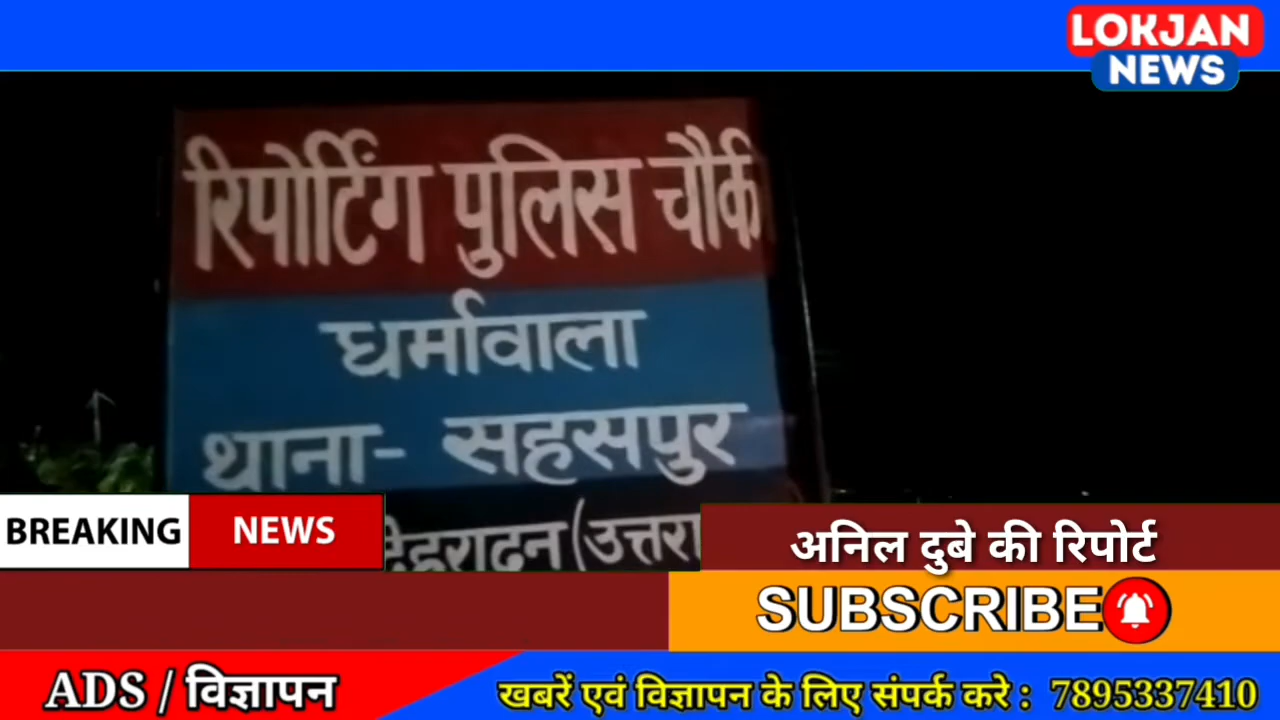 LOKJAN
NEWS
रिपोर्टिंग पुलिस
धर्मावाला
थाना- सहसपुर
BREAKING NEWS
अनिल दुबे की रिपोर्ट
SUBSCRIBE
ADS / विज्ञापन
खबरें एवं विज्ञापन के लिए संपर्क करे : 7895337410